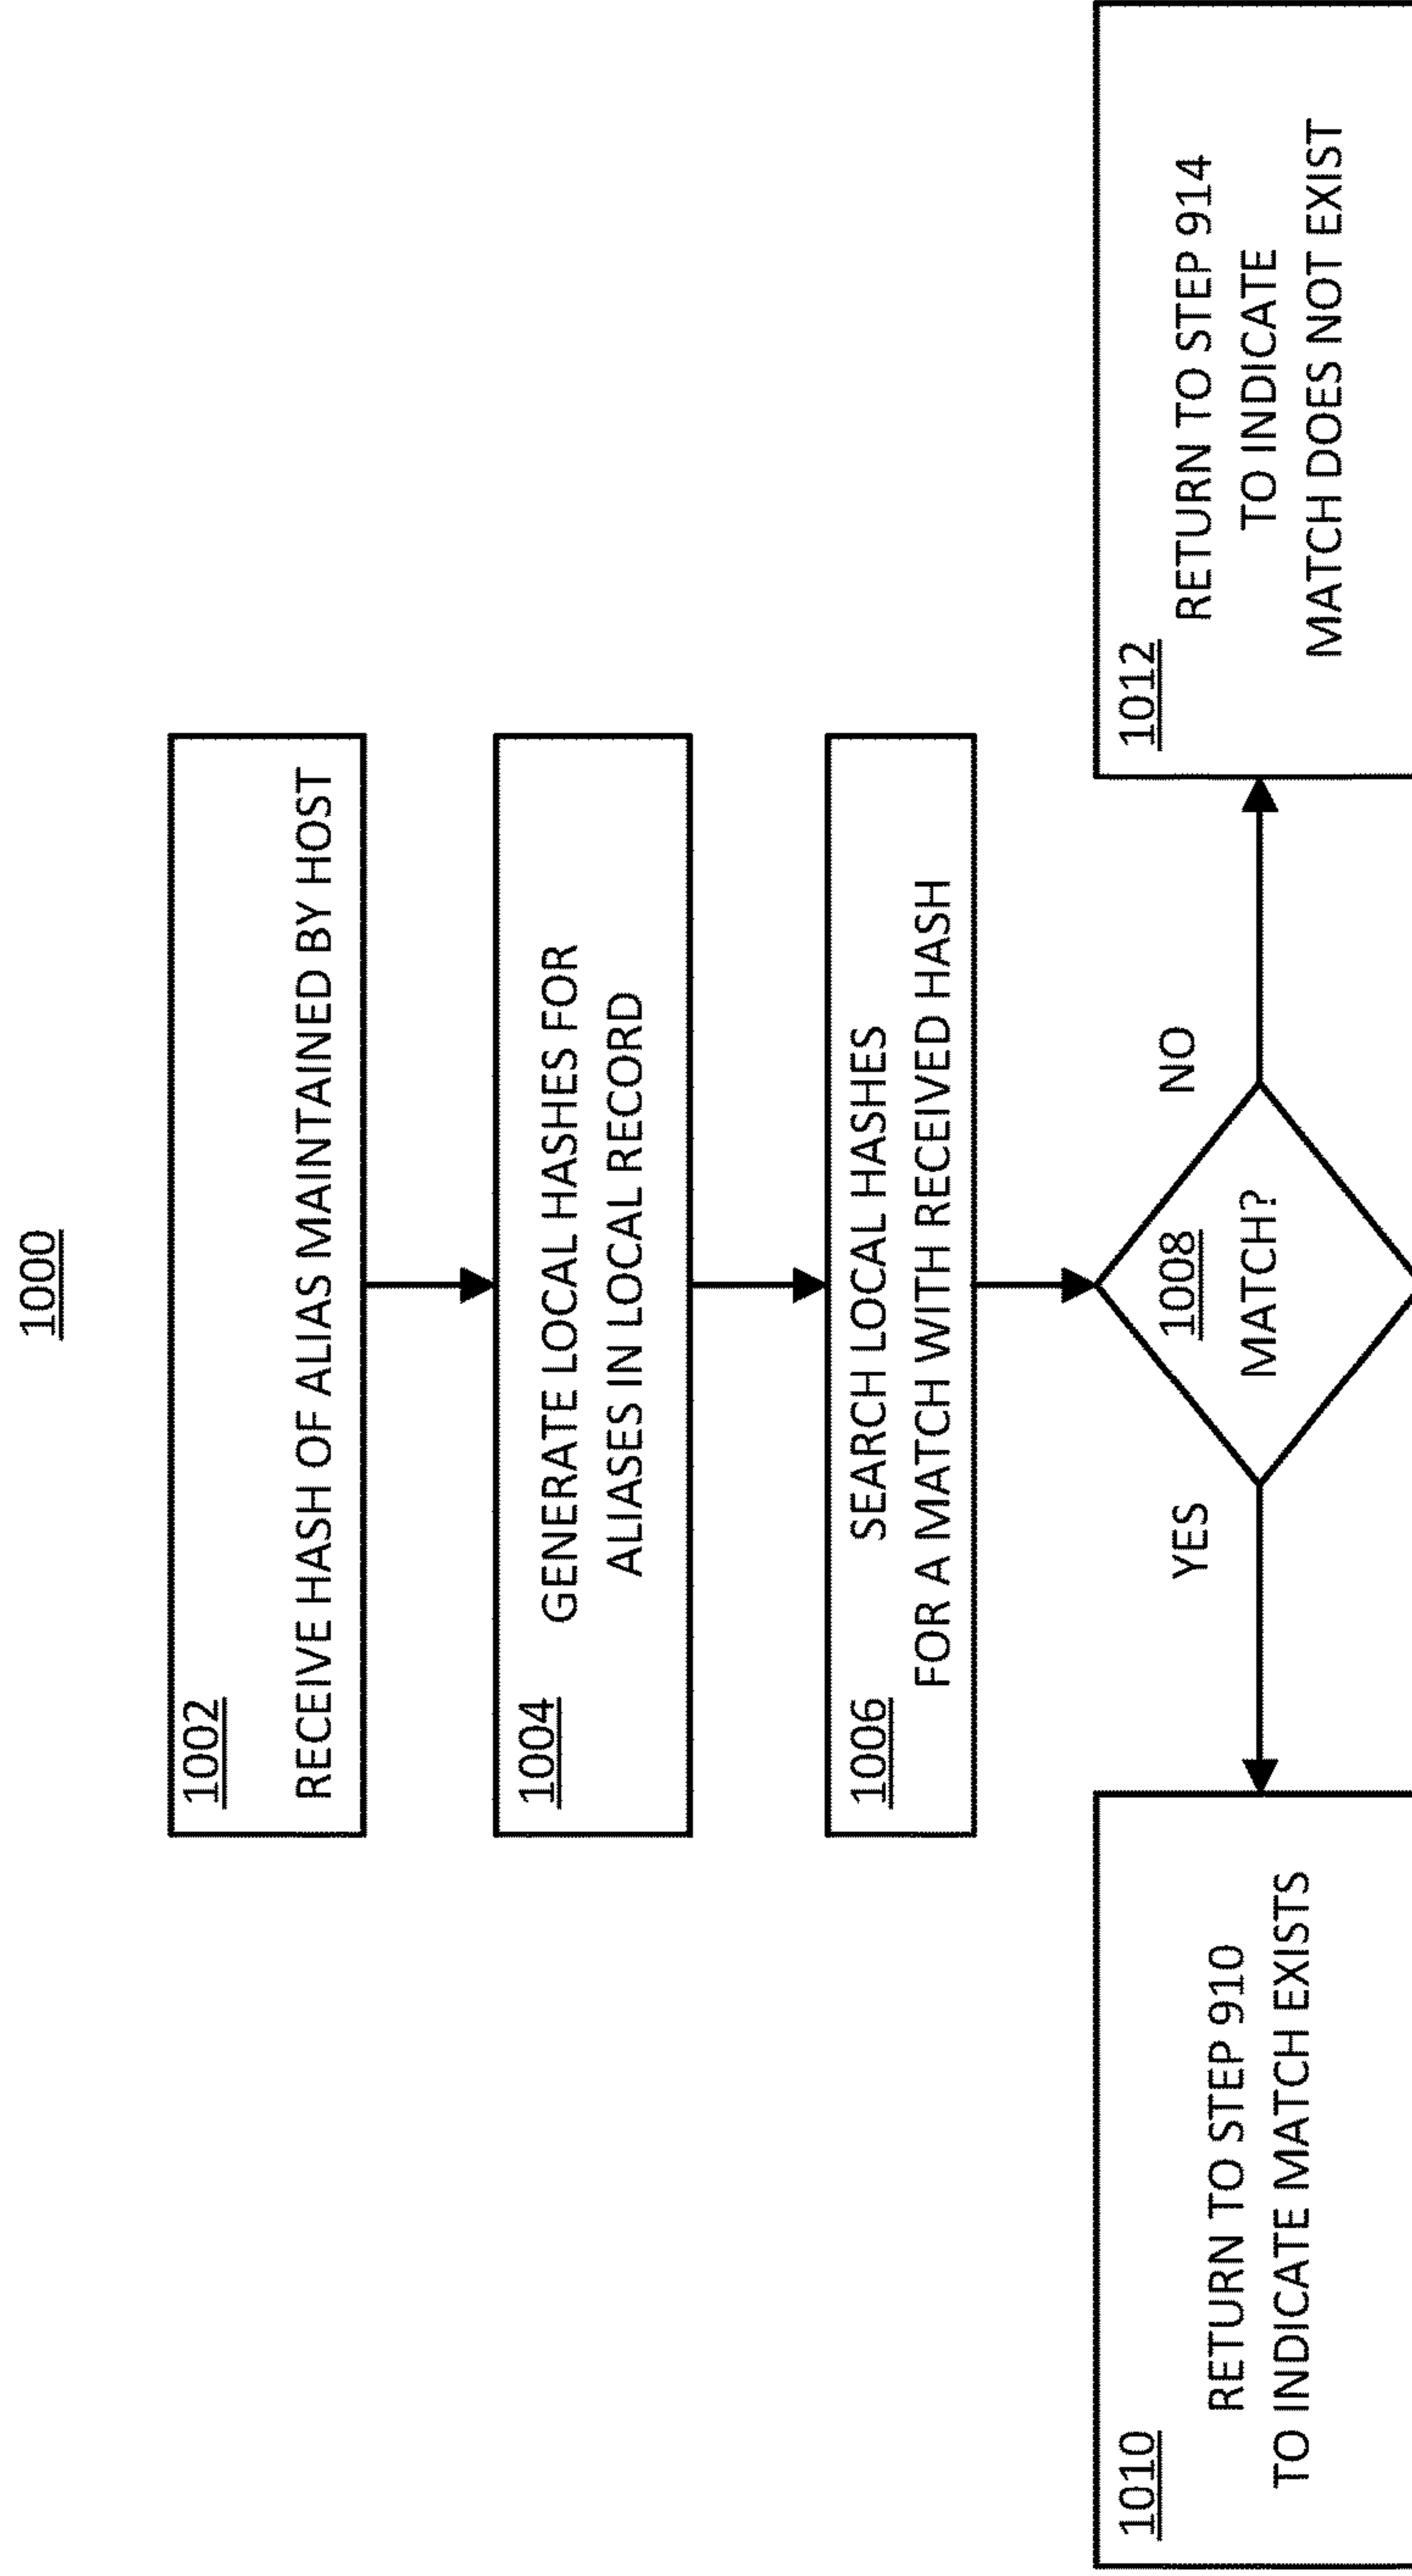 1000
1002
RECEIVE HASH OF ALIAS MAINTAINED BY HOST
1004
GENERATE LOCAL HASHES FOR
ALIASES IN LOCAL RECORD
1006
SEARCH LOCAL HASHES
FOR A MATCH WITH RECEIVED HASH
1008
MATCH?
YES
NO
1010
RETURN TO STEP 910
TO INDICATE MATCH EXISTS
1012
RETURN TO STEP 914
TO INDICATE
MATCH DOES NOT EXIST